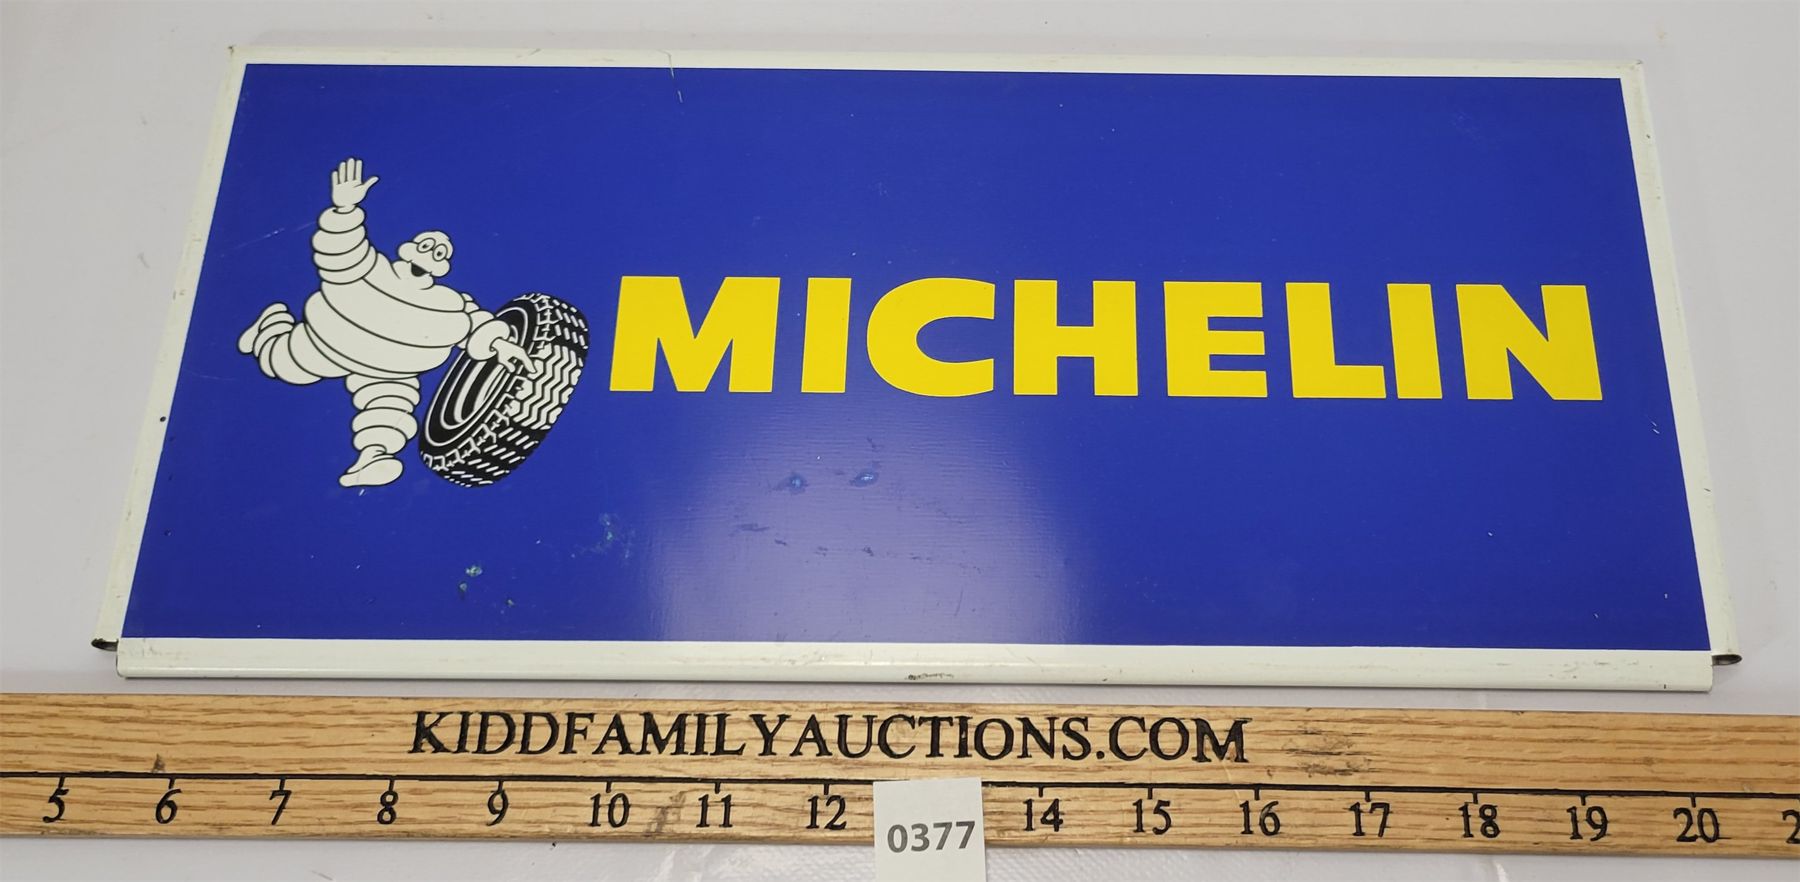 MICHELIN
KIDDFAMILYAUCTIONS.COM
5 6 7 8 9 10 11 12 14 15 16 17 18 19 20
0377